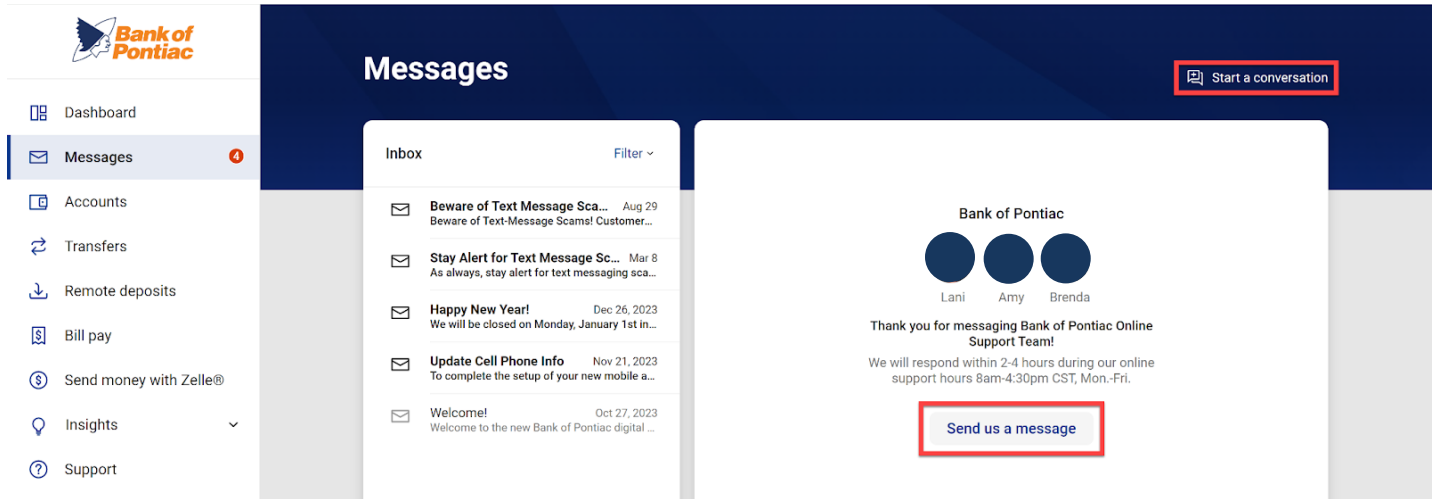 Bank of
Pontiac
Dashboard
Messages
4
Accounts
Transfers
Remote deposits
Bill pay
Send money with Zelle®
Insights
Support
Messages
Start a conversation
Inbox
Filter
Beware of Text Message Sca... Aug 29
Beware of Text-Message Scams! Customer...
Stay Alert for Text Message Sc... Mar 8
As always, stay alert for text messaging sca...
Happy New Year! Dec 26, 2023
We will be closed on Monday, January 1st in...
Update Cell Phone Info Nov 21, 2023
To complete the setup of your new mobile a...
Welcome! Oct 27, 2023
Welcome to the new Bank of Pontiac digital ...
Bank of Pontiac
Lani Amy Brenda
Thank you for messaging Bank of Pontiac Online
Support Team!
We will respond within 2-4 hours during our online
support hours 8am-4:30pm CST, Mon.-Fri.
Send us a message